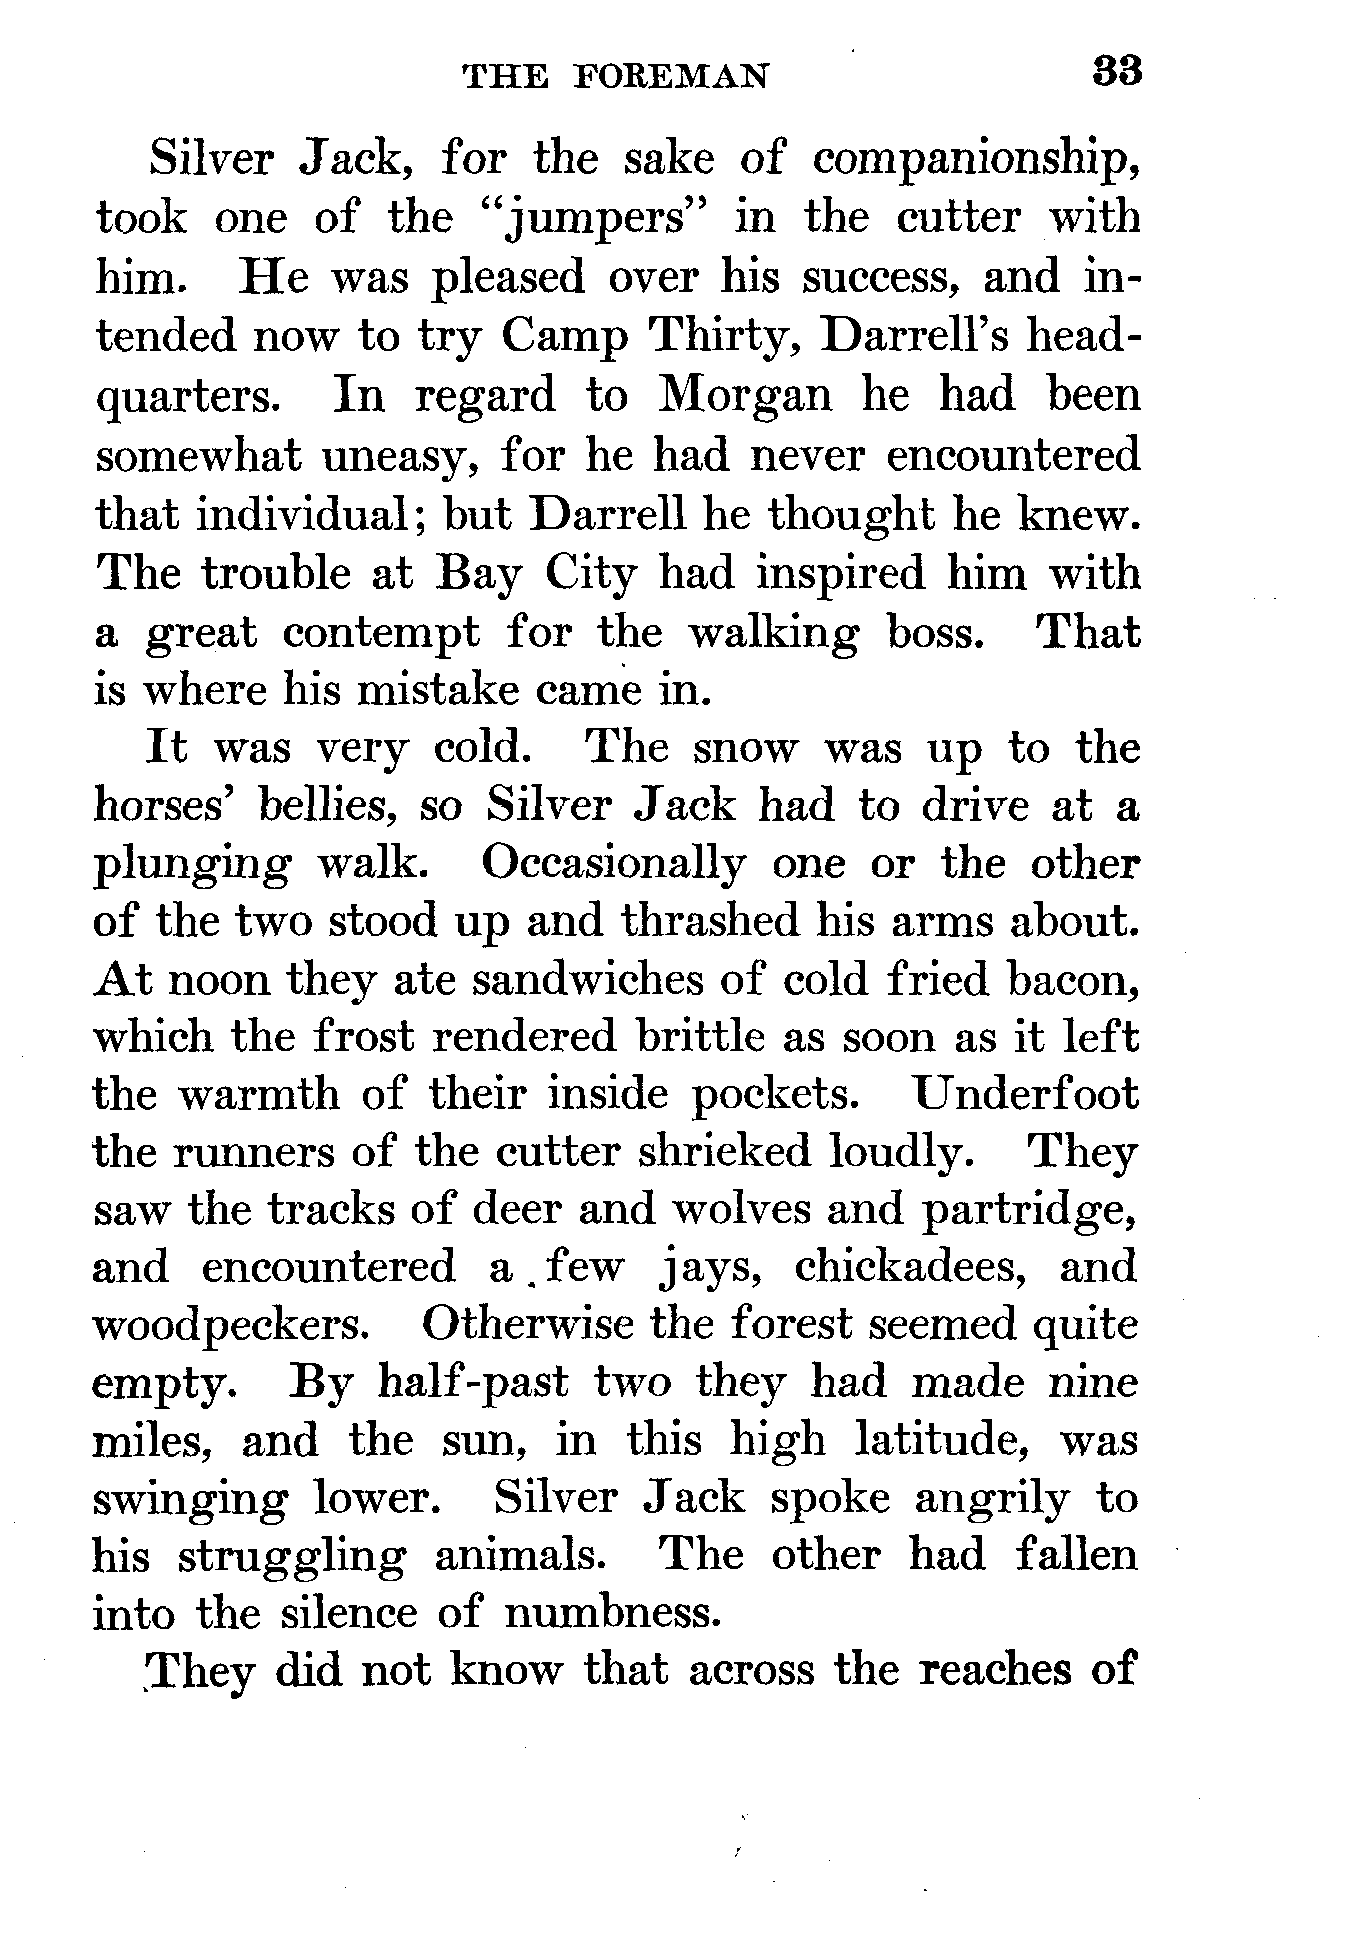 THE FOREMAN 33
Silver Jack, for the sake of companionship,
took one of the “jumpers” in the cutter with
him. He was pleased over his success, and in-
tended now to try Camp Thirty, Darrell’s head-
quarters. In regard to Morgan he had been
somewhat uneasy, for he had never encountered
that individual; but Darrell he thought he knew.
The trouble at Bay City had inspired him with
a great contempt for the walking boss. That
is where his mistake came in.
It was very cold. The snow was up to the
horses’ bellies, so Silver Jack had to drive at a
plunging walk. Occasionally one or the other
of the two stood up and thrashed his arms about.
At noon they ate sandwiches of cold fried bacon,
which the frost rendered brittle as soon as it left
the warmth of their inside pockets. Underfoot
the runners of the cutter shrieked loudly. They
saw the tracks of deer and wolves and partridge,
and encountered a few jays, chickadees, and
woodpeckers. Otherwise the forest seemed quite
empty. By half-past two they had made nine
miles, and the sun, in this high latitude, was
swinging lower. Silver Jack spoke angrily to
his struggling animals. The other had fallen
into the silence of numbness.
They did not know that across the reaches of